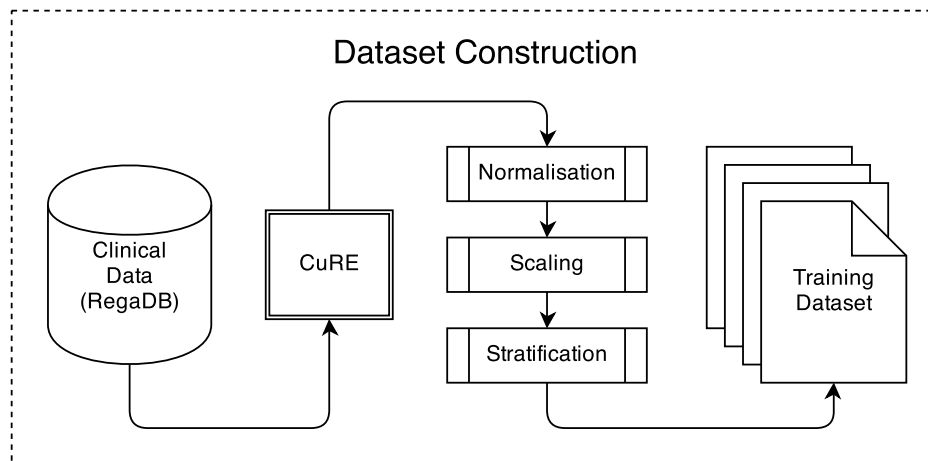 Dataset Construction
Clinical
Data
(RegaDB)
CuRE
Normalisation
Scaling
Stratification
Training
Dataset